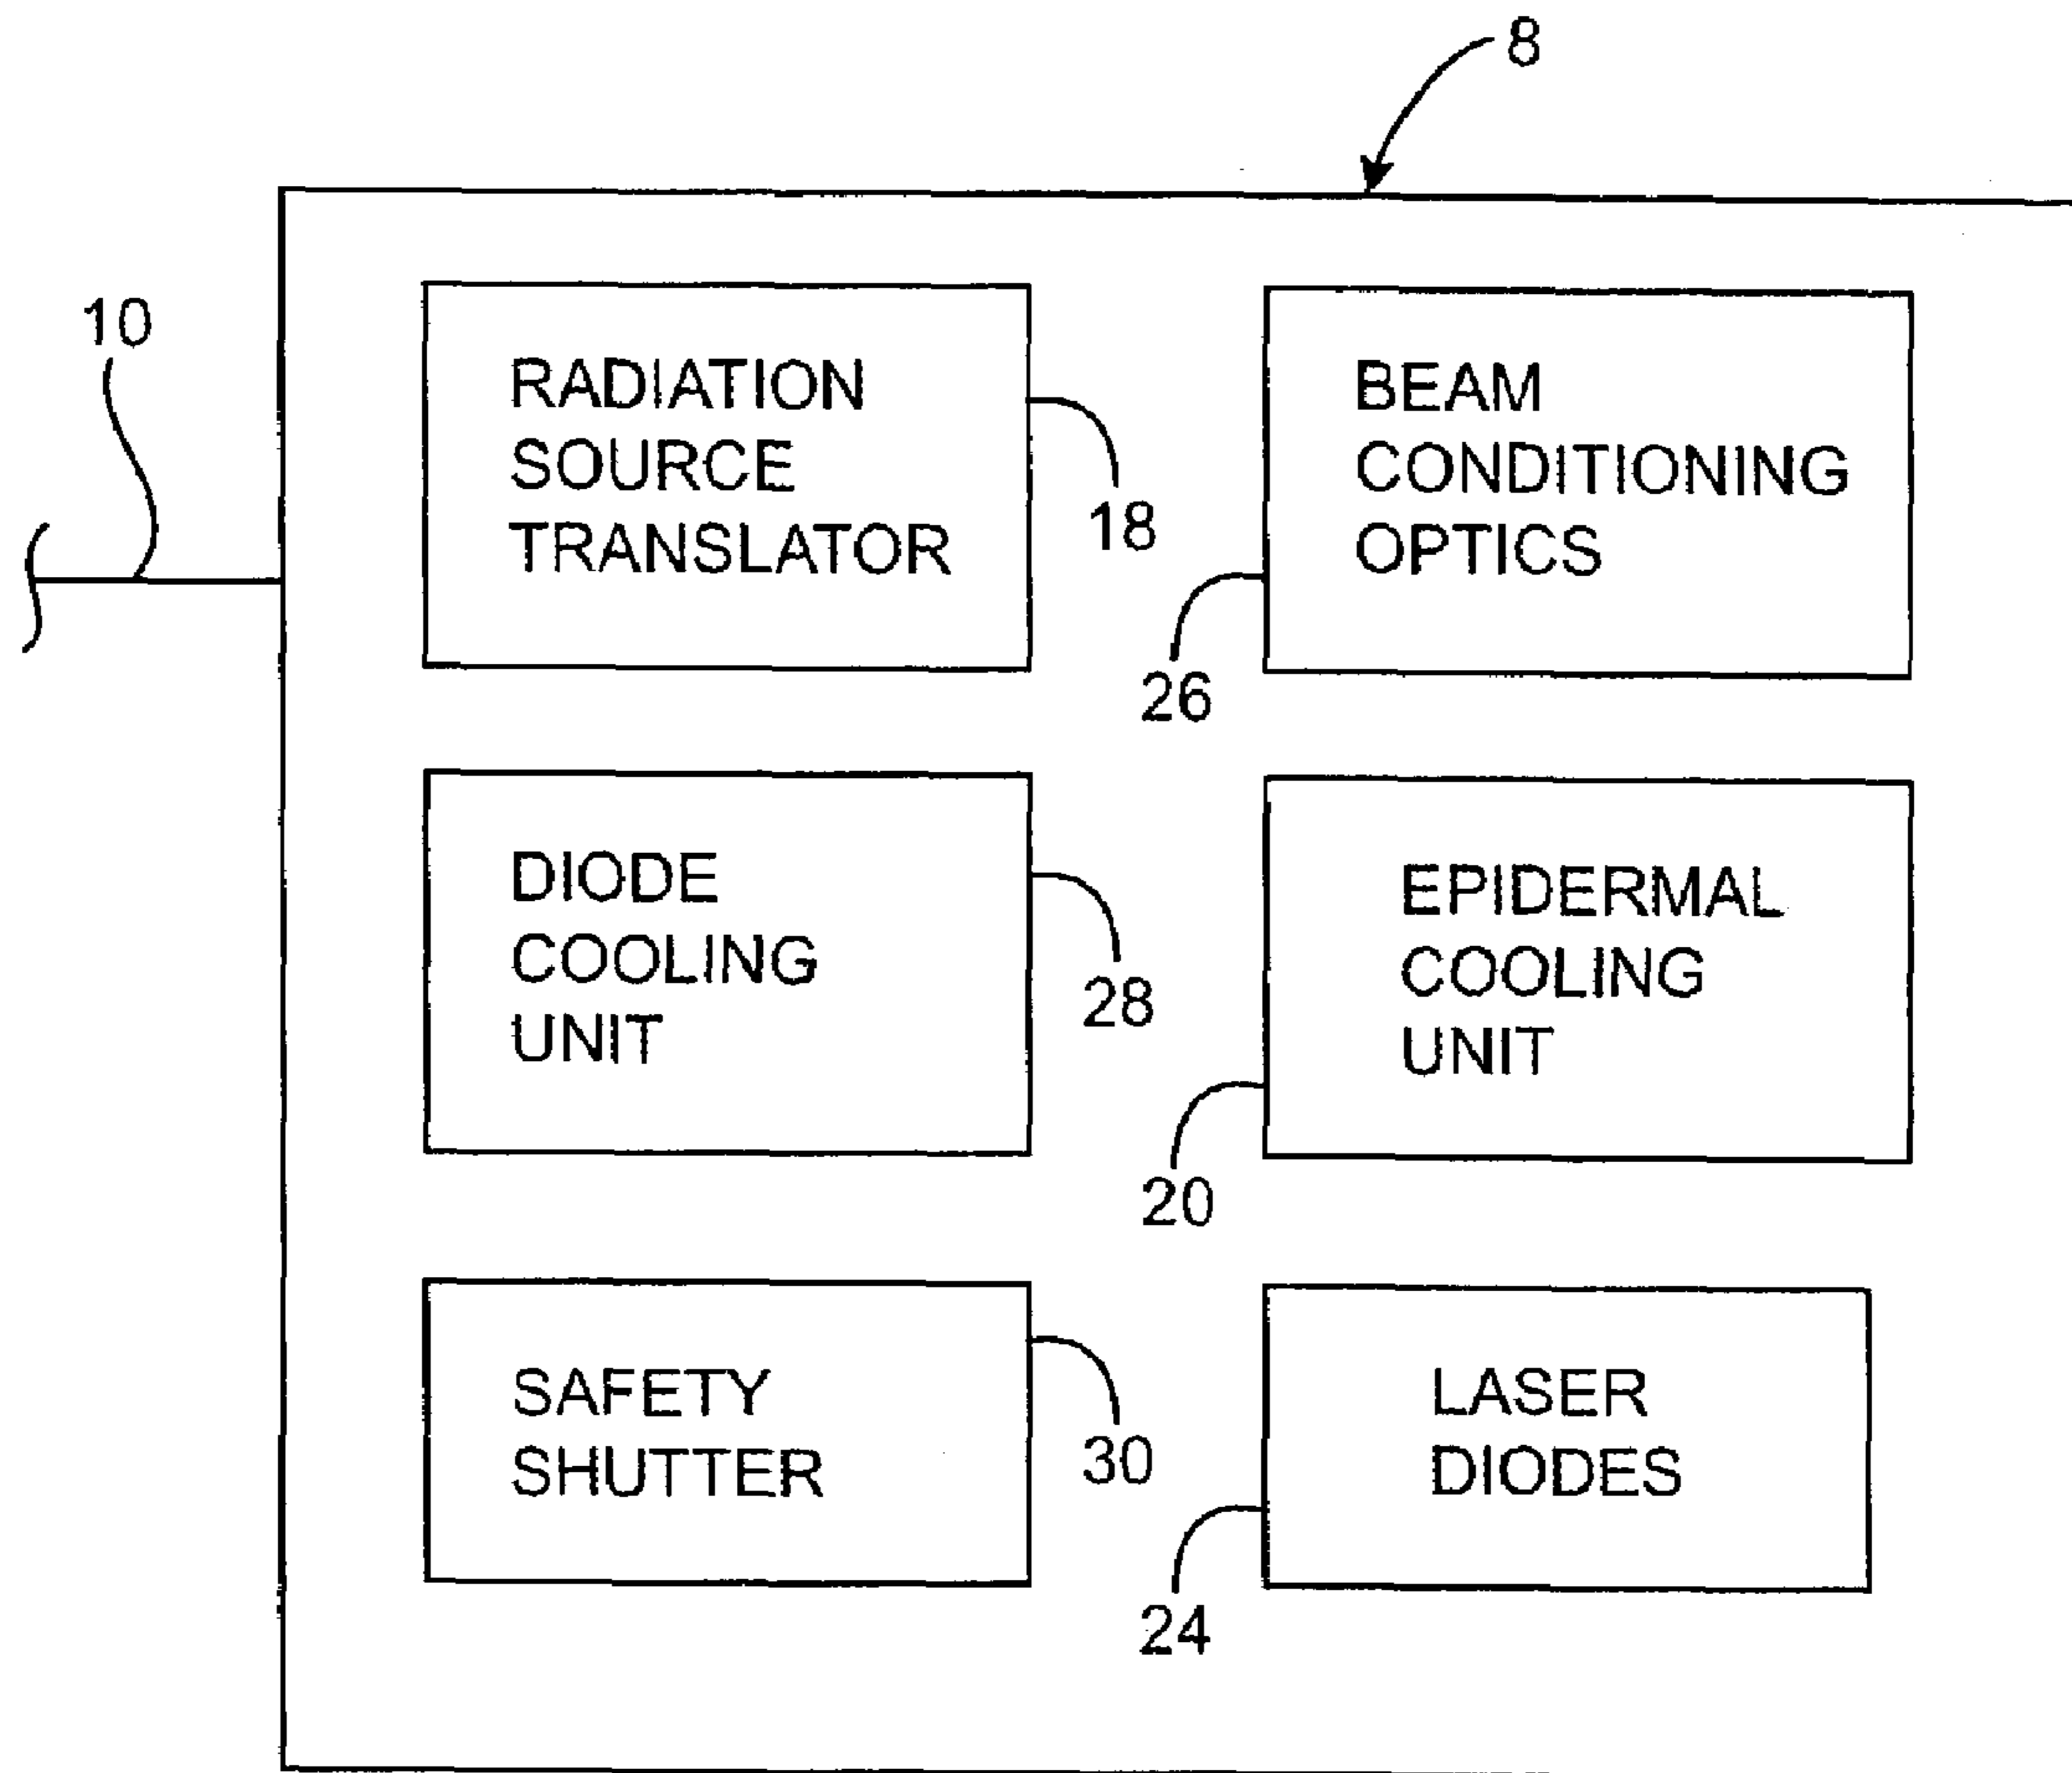 8
10
RADIATION
SOURCE
TRANSLATOR
18
BEAM
CONDITIONING
OPTICS
26
DIODE
COOLING
UNIT
28
EPIDERMAL
COOLING
UNIT
20
SAFETY
SHUTTER
30
LASER
DIODES
24